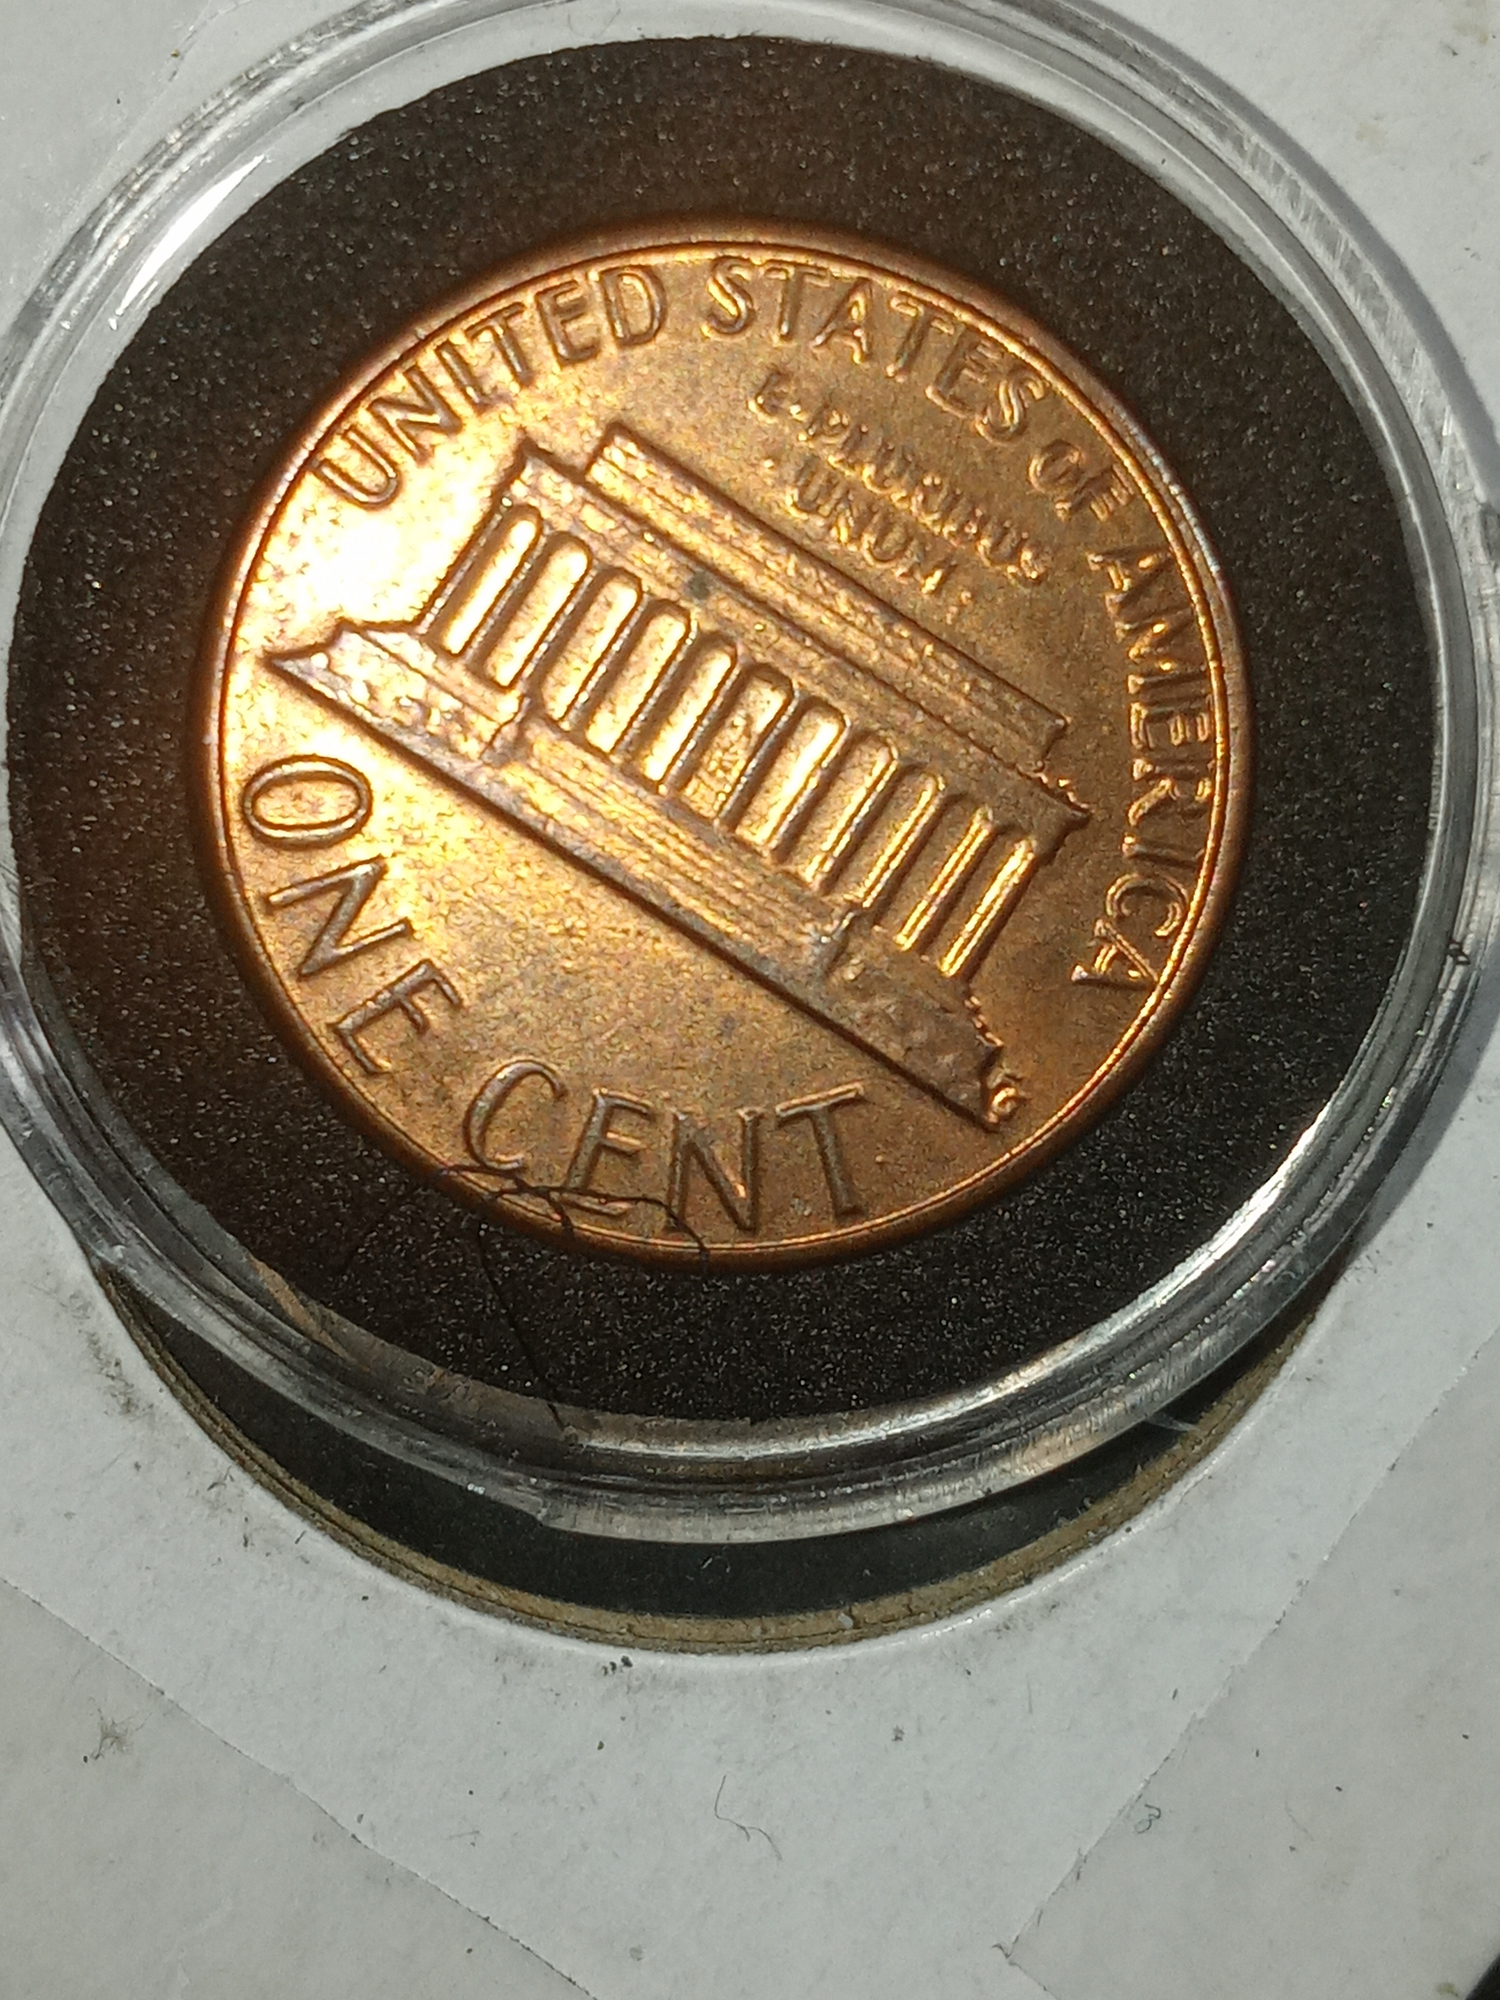 UNITED STATES OF AMERICA
E·PLURIBUS
·UNUM·
ONE CENT
G